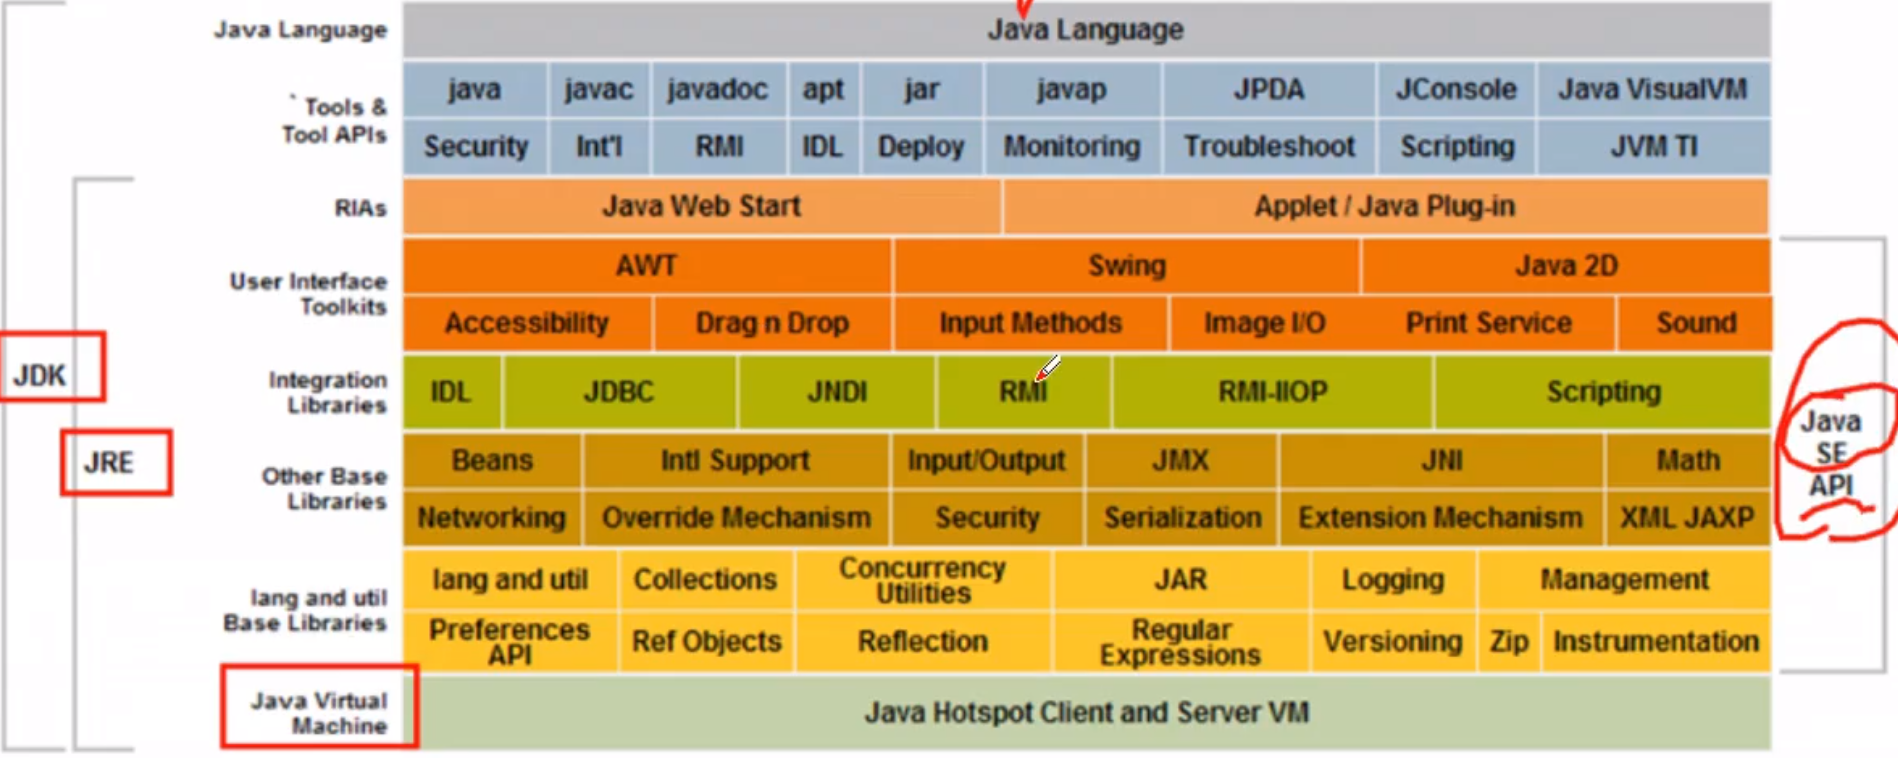 Java Language
Java Language
` Tools &
Tool APIs
java javac javadoc apt jar javap JPDA JConsole Java VisualVM
Security Int'l RMI IDL Deploy Monitoring Troubleshoot Scripting JVM TI
RIAs
Java Web Start Applet / Java Plug-in
User Interface
Toolkits
AWT Swing Java 2D
Accessibility Drag n Drop Input Methods Image I/O Print Service Sound
JDK
Integration
Libraries
IDL JDBC JNDI RMI RMI-IIOP Scripting
Java
SE
API
JRE
Other Base
Libraries
Beans Intl Support Input/Output JMX JNI Math
Networking Override Mechanism Security Serialization Extension Mechanism XML JAXP
lang and util
Base Libraries
lang and util Collections Concurrency Utilities JAR Logging Management
Preferences API Ref Objects Reflection Regular Expressions Versioning Zip Instrumentation
Java Virtual
Machine
Java Hotspot Client and Server VM